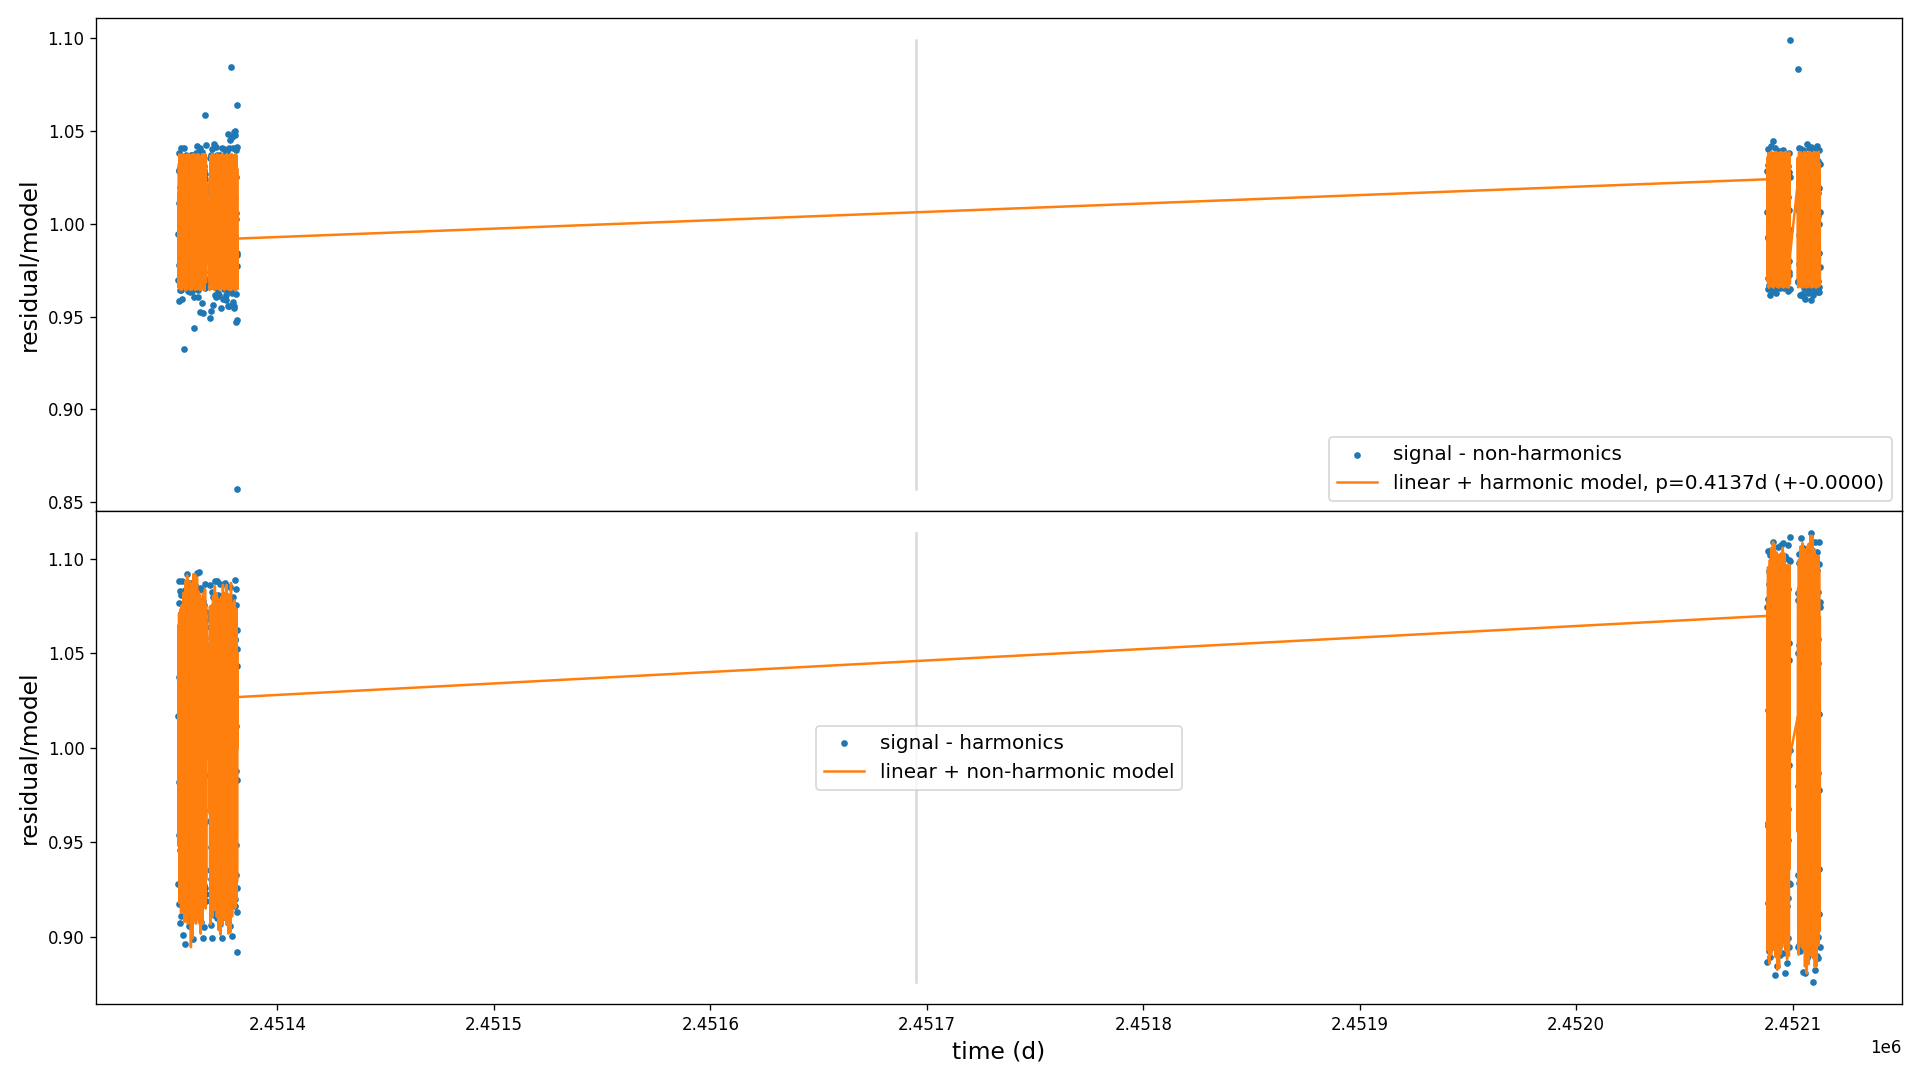 1.10
1.05
1.00
0.95
0.90
0.85
residual/model
signal - non-harmonics
linear + harmonic model, p=0.4137d (+-0.0000)
1.10
1.05
1.00
0.95
0.90
residual/model
signal - harmonics
linear + non-harmonic model
2.4514 2.4515 2.4516 2.4517 2.4518 2.4519 2.4520 2.4521
time (d)
1e6